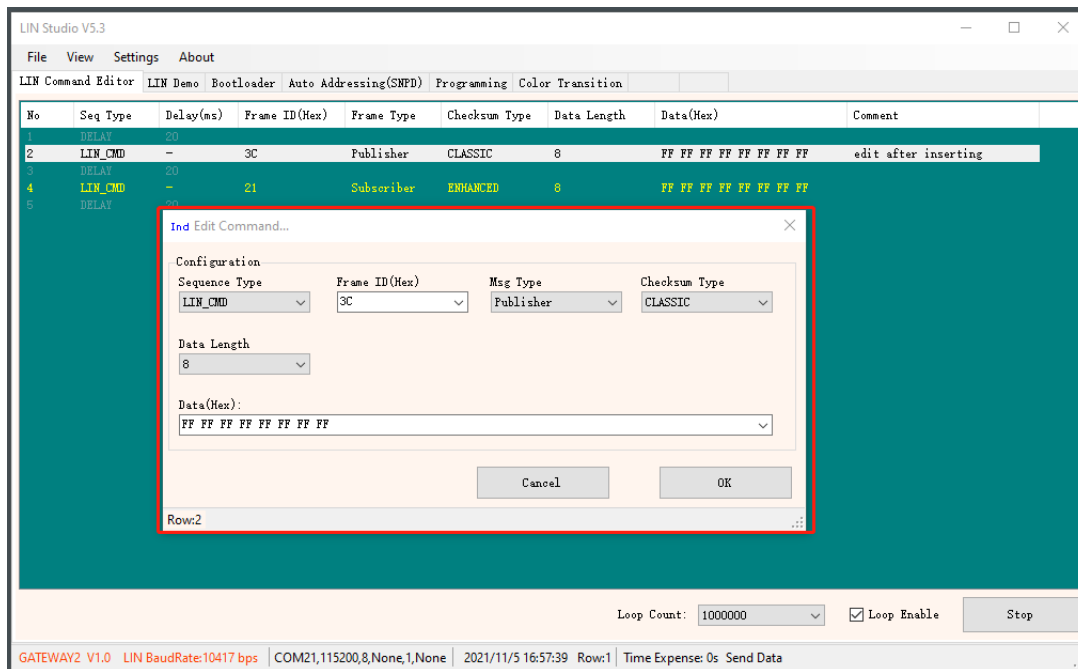 LIN Studio V5.3
File View Settings About
LIN Command Editor LIN Demo Bootloader Auto Addressing(SNPD) Programming Color Transition
No Seq Type Delay(ms) Frame ID(Hex) Frame Type Checksum Type Data Length Data(Hex) Comment
1 DELAY 20
2 LIN_CMD - 3C Publisher CLASSIC 8 FF FF FF FF FF FF FF FF edit after inserting
3 DELAY 20
4 LIN_CMD - 21 Subscriber ENHANCED 8 FF FF FF FF FF FF FF FF
5 DELAY 20
Ind Edit Command...
Configuration
Sequence Type Frame ID(Hex) Msg Type Checksum Type
LIN_CMD 3C Publisher CLASSIC
Data Length
8
Data(Hex):
FF FF FF FF FF FF FF FF
Cancel OK
Row:2
Loop Count: 1000000 Loop Enable Stop
GATEWAY2 V1.0 LIN BaudRate:10417 bps COM21,115200,8,None,1,None 2021/11/5 16:57:39 Row:1 Time Expense: 0s Send Data